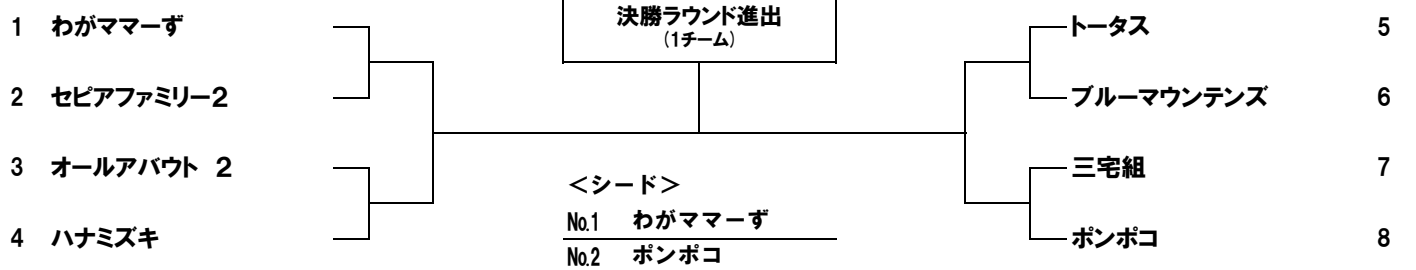 決勝ラウンド進出
(1チーム)
1 わがママーず
2 セピアファミリー2
3 オールアバウト 2
4 ハナミズキ
トータス 5
ブルーマウンテンズ 6
三宅組 7
ポンポコ 8
＜シード＞
No.1 わがママーず
No.2 ポンポコ